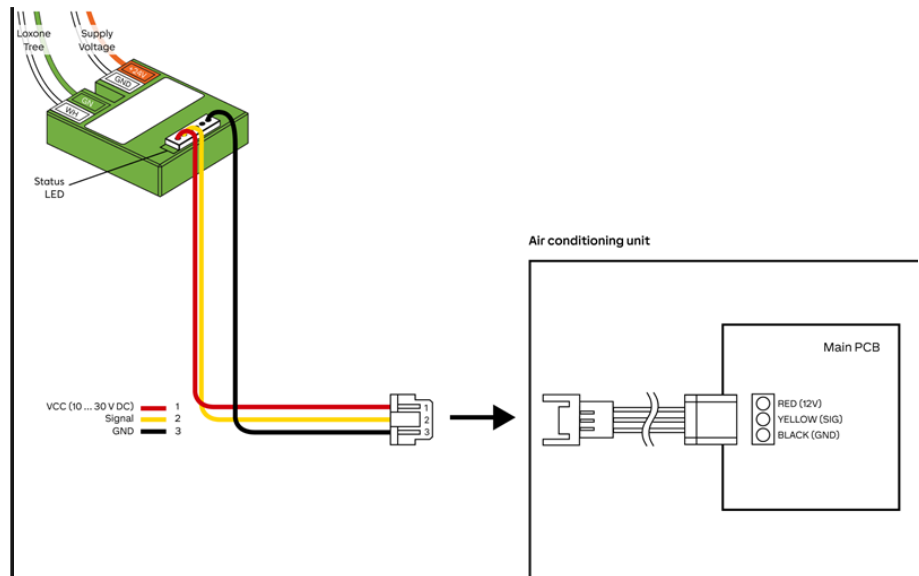 Loxone
Tree
Supply
Voltage
+24V
GND
GN
WH
Status
LED
Air conditioning unit
Main PCB
VCC (10 ... 30 V DC) 1
Signal 2
GND 3
1
2
3
RED (12V)
YELLOW (SIG)
BLACK (GND)